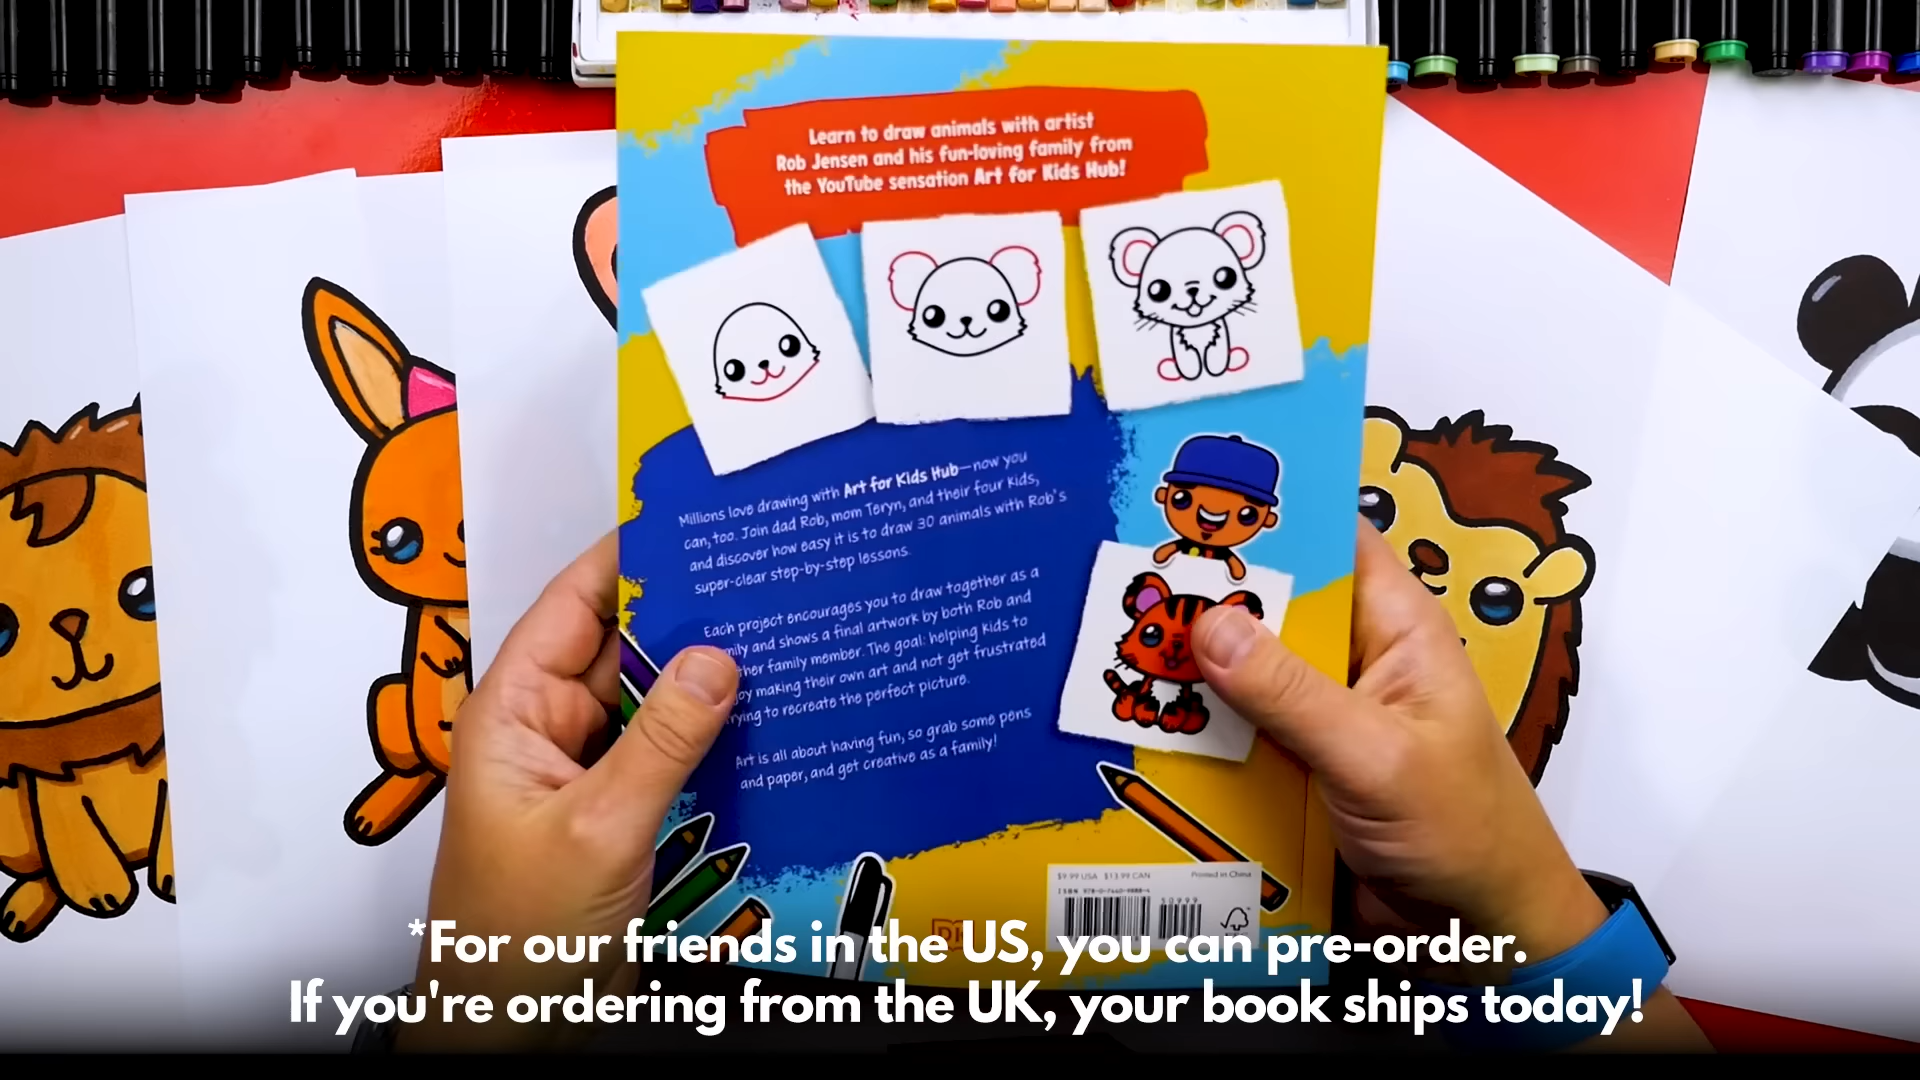 Learn to draw animals with artist
Rob Jensen and his fun-loving family from
the YouTube sensation Art for Kids Hub!
Millions love drawing with Art for Kids Hub—now you
can, too. Join dad Rob, mom Teryn, and their four kids,
and discover how easy it is to draw 30 animals with Rob's
super-clear step-by-step lessons.
Each project encourages you to draw together as a
mily and shows a final artwork by both Rob and
ther family member. The goal: helping kids to
oy making their own art and not get frustrated
rying to recreate the perfect picture.
Art is all about having fun, so grab some pens
and paper, and get creative as a family!
$9.99 USA $13.99 CAN
Printed in China
50999
*For our friends in the US, you can pre-order.
If you're ordering from the UK, your book ships today!